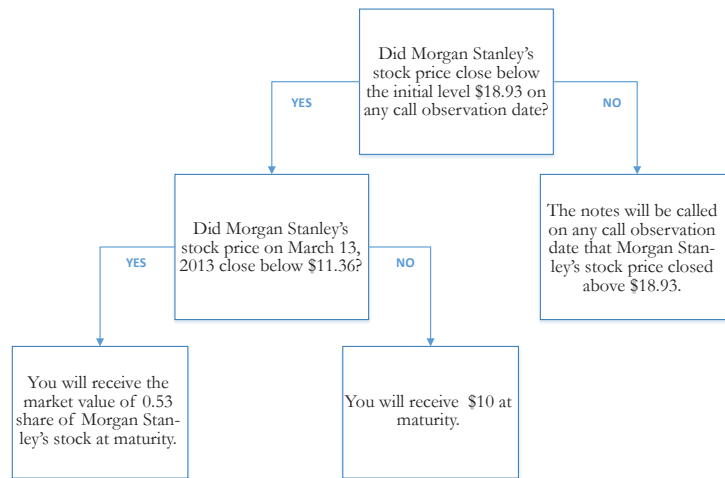 Did Morgan Stanley's
stock price close below
the initial level $18.93 on
any call observation date?
YES
NO
Did Morgan Stanley's
stock price on March 13,
2013 close below $11.36?
The notes will be called
on any call observation
date that Morgan Stan-
ley's stock price closed
above $18.93.
YES
NO
You will receive the
market value of 0.53
share of Morgan Stan-
ley's stock at maturity.
You will receive $10 at
maturity.